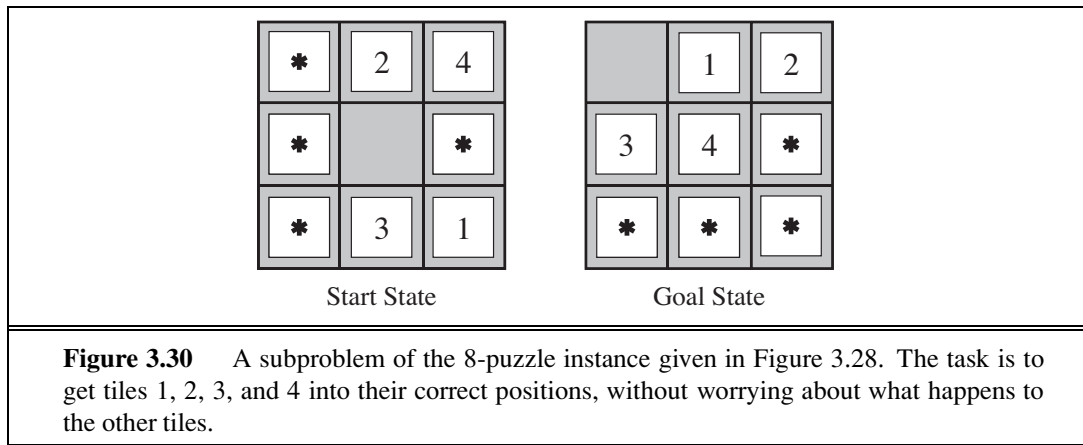 * 2 4 1 2
* * 3 4 *
* 3 1 * * *
Start State Goal State
Figure 3.30 A subproblem of the 8-puzzle instance given in Figure 3.28. The task is to
get tiles 1, 2, 3, and 4 into their correct positions, without worrying about what happens to
the other tiles.